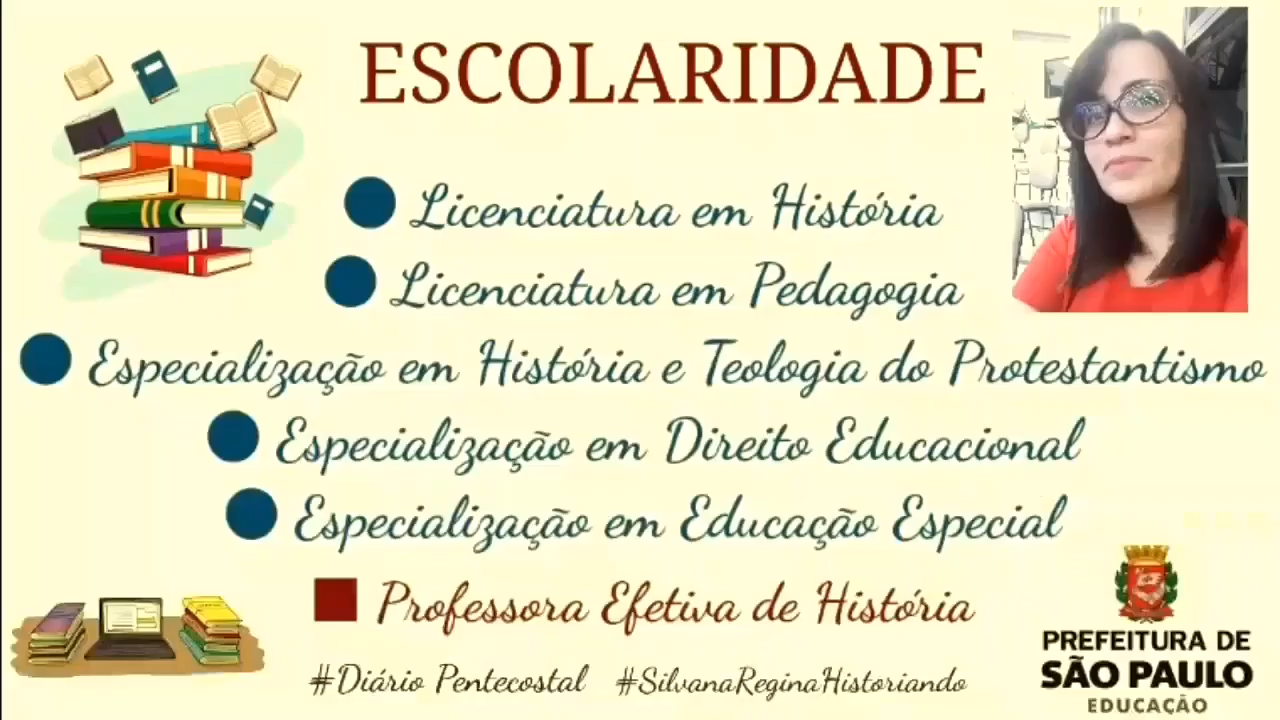 ESCOLARIDADE
Licenciatura em História
Licenciatura em Pedagogia
Especialização em História e Teologia do Protestantismo
Especialização em Direito Educacional
Especialização em Educação Especial
Professora Efetiva de História
#Diário Pentecostal #SilvanaReginaHistoriando
PREFEITURA DE
SÃO PAULO
EDUCAÇÃO